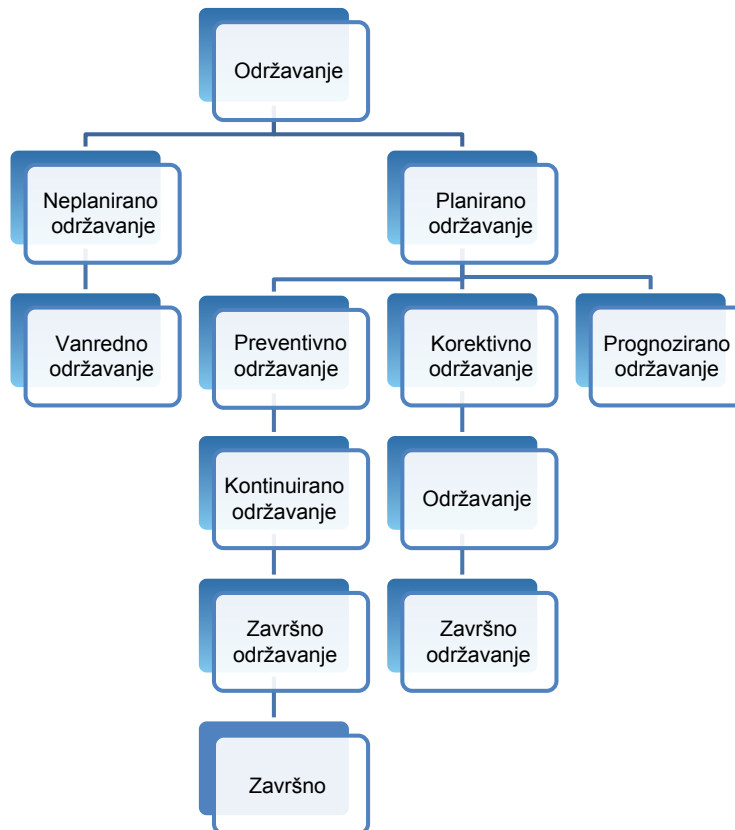 Održavanje
Neplanirano
održavanje
Planirano
održavanje
Vanredno
održavanje
Preventivno
održavanje
Korektivno
održavanje
Prognozirano
održavanje
Kontinuirano
održavanje
Održavanje
Završno
održavanje
Završno
održavanje
Završno